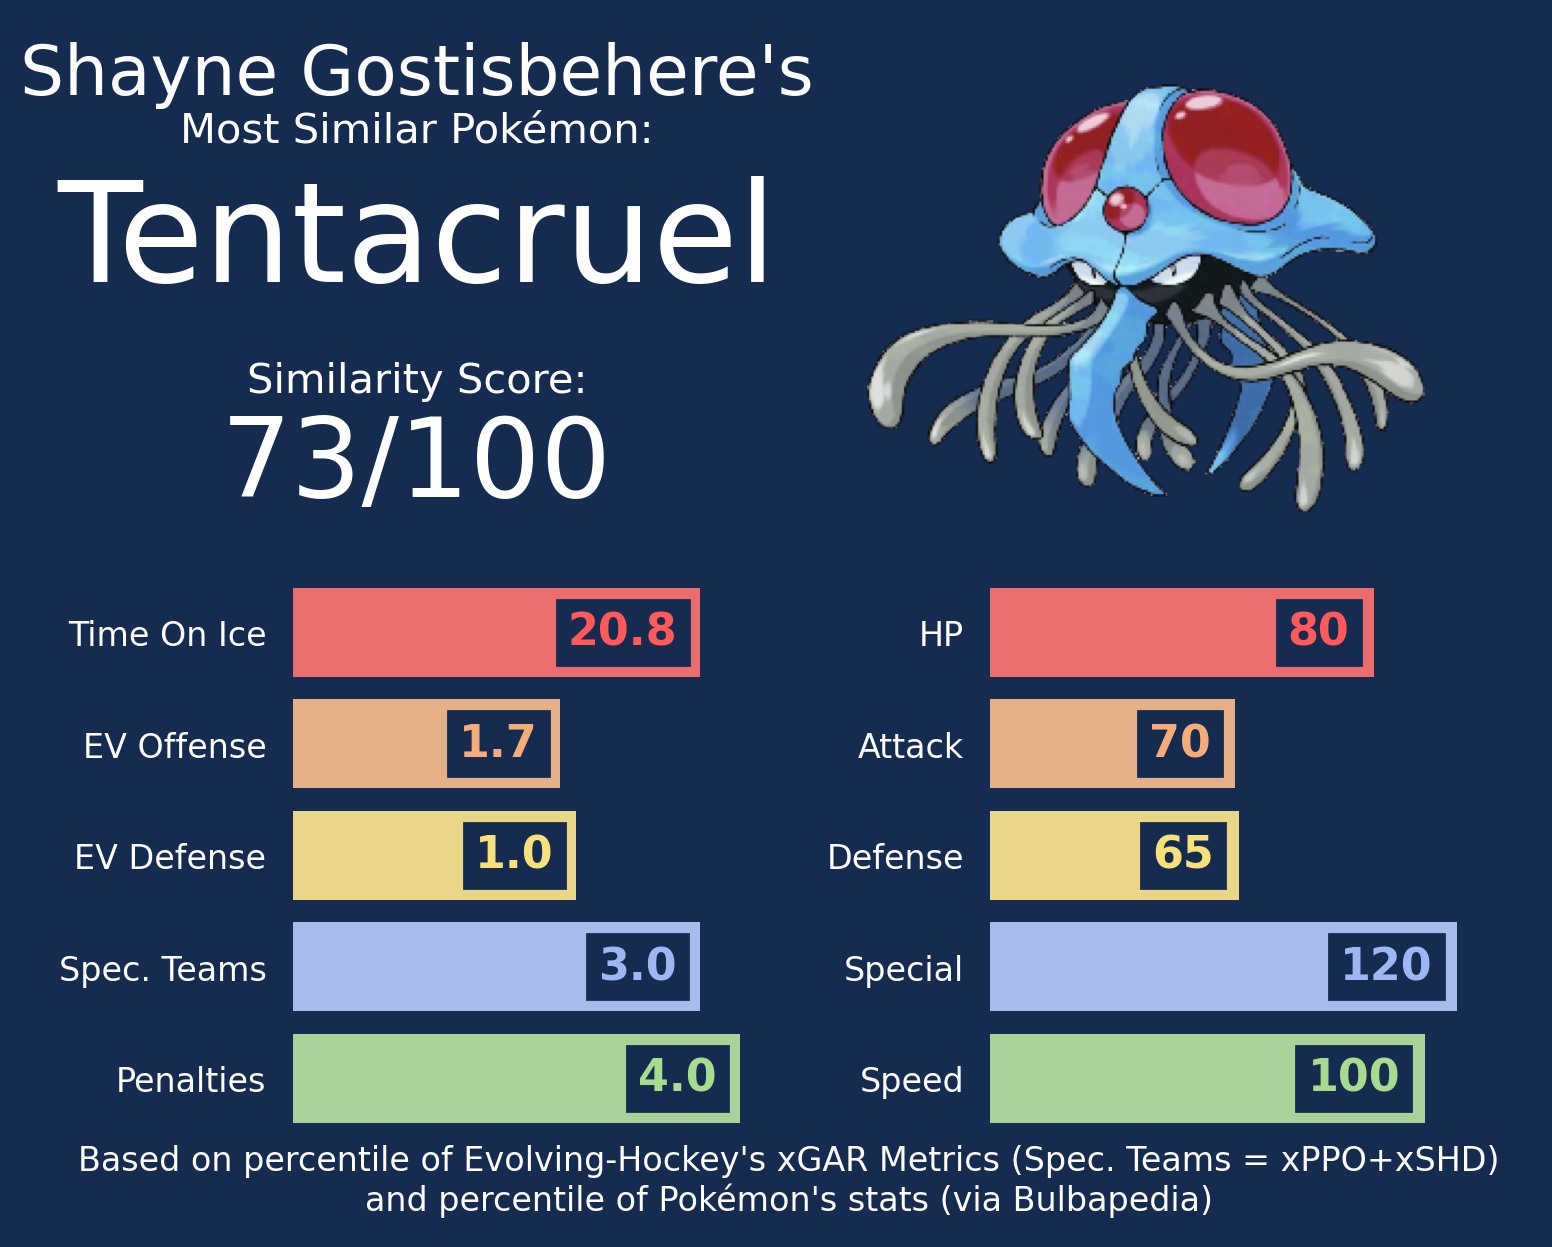 Shayne Gostisbehere's
Most Similar Pokémon:
Tentacruel
Similarity Score:
73/100
Time On Ice 20.8
EV Offense 1.7
EV Defense 1.0
Spec. Teams 3.0
Penalties 4.0
HP 80
Attack 70
Defense 65
Special 120
Speed 100
Based on percentile of Evolving-Hockey's xGAR Metrics (Spec. Teams = xPPO+xSHD)
and percentile of Pokémon's stats (via Bulbapedia)